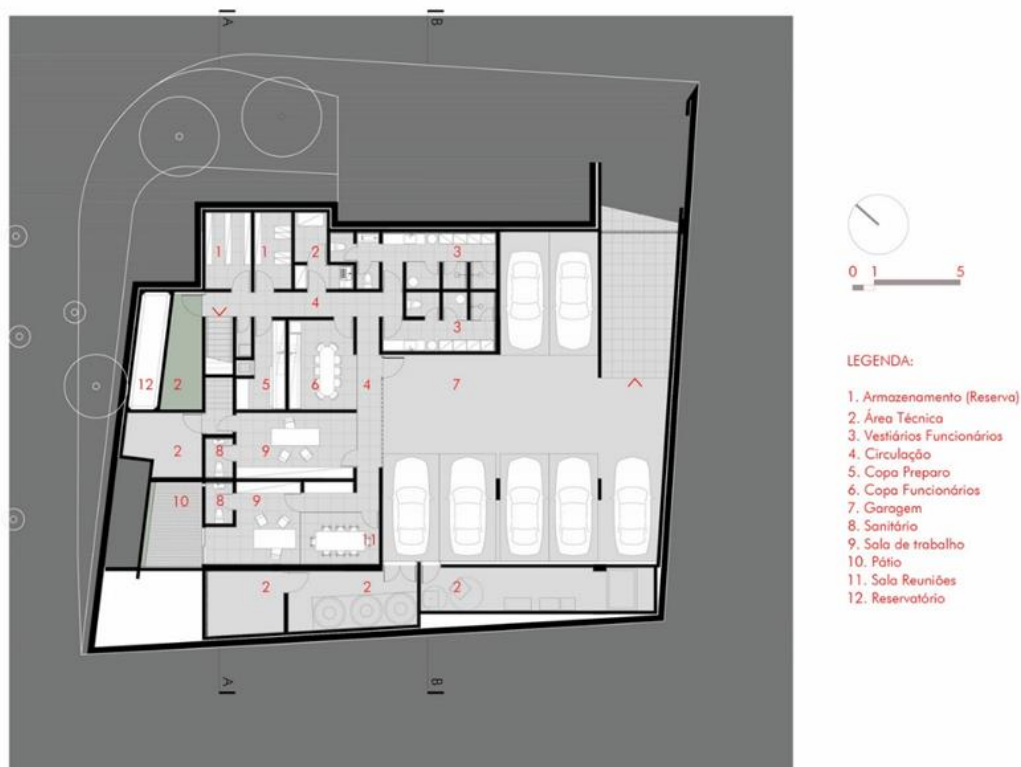 A B
1 1 2 3
4
3
12 2 5 6 4 7
2 8 9
10 8 9
11
2 2 2
A B
0 1 5
LEGENDA:
1. Armazenamento (Reserva)
2. Área Técnica
3. Vestiários Funcionários
4. Circulação
5. Copa Preparo
6. Copa Funcionários
7. Garagem
8. Sanitário
9. Sala de trabalho
10. Pátio
11. Sala Reuniões
12. Reservatório